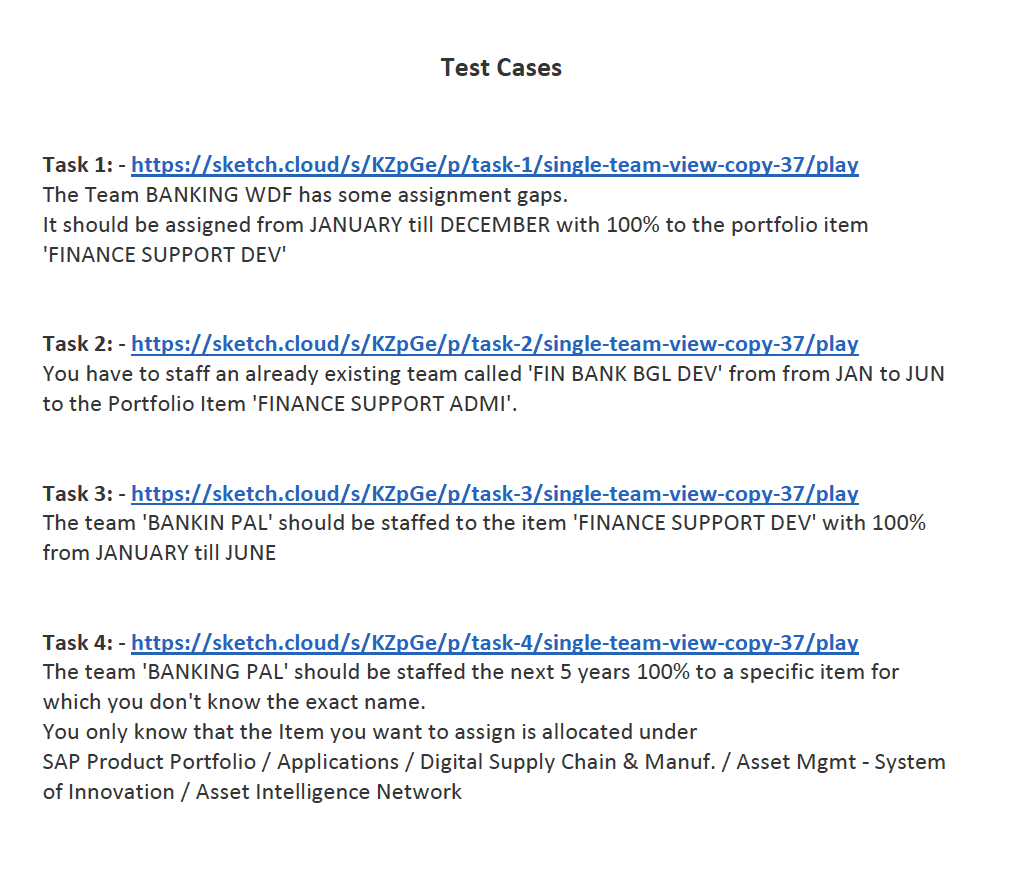 Test Cases
Task 1: - https://sketch.cloud/s/KZpGe/p/task-1/single-team-view-copy-37/play
The Team BANKING WDF has some assignment gaps.
It should be assigned from JANUARY till DECEMBER with 100% to the portfolio item
'FINANCE SUPPORT DEV'
Task 2: - https://sketch.cloud/s/KZpGe/p/task-2/single-team-view-copy-37/play
You have to staff an already existing team called 'FIN BANK BGL DEV' from from JAN to JUN
to the Portfolio Item 'FINANCE SUPPORT ADMI'.
Task 3: - https://sketch.cloud/s/KZpGe/p/task-3/single-team-view-copy-37/play
The team 'BANKIN PAL' should be staffed to the item 'FINANCE SUPPORT DEV' with 100%
from JANUARY till JUNE
Task 4: - https://sketch.cloud/s/KZpGe/p/task-4/single-team-view-copy-37/play
The team 'BANKING PAL' should be staffed the next 5 years 100% to a specific item for
which you don't know the exact name.
You only know that the Item you want to assign is allocated under
SAP Product Portfolio / Applications / Digital Supply Chain & Manuf. / Asset Mgmt - System
of Innovation / Asset Intelligence Network